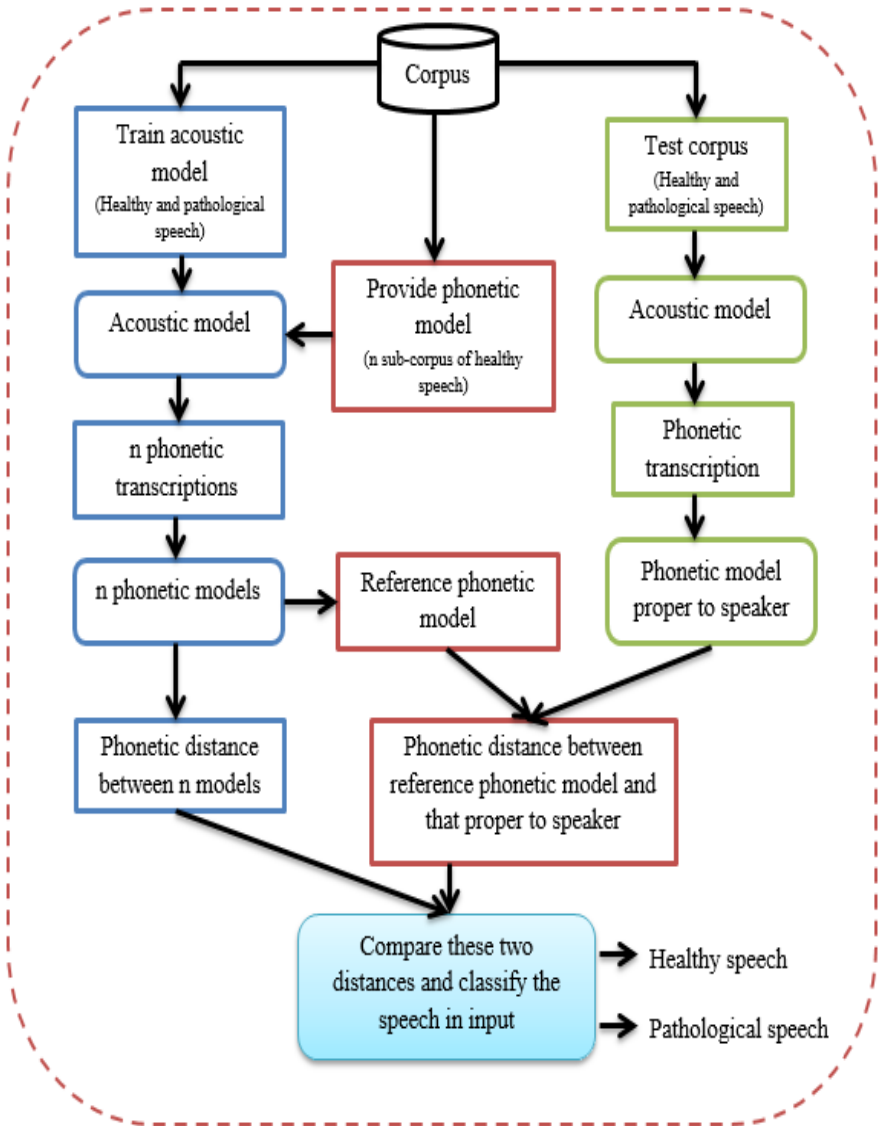 Corpus
Train acoustic
model
(Healthy and pathological
speech)
Test corpus
(Healthy and
pathological speech)
Provide phonetic
model
(n sub-corpus of healthy
speech)
Acoustic model
Acoustic model
n phonetic
transcriptions
Phonetic
transcription
n phonetic models
Reference phonetic
model
Phonetic model
proper to speaker
Phonetic distance
between n models
Phonetic distance between
reference phonetic model and
that proper to speaker
Compare these two
distances and classify the
speech in input
Healthy speech
Pathological speech